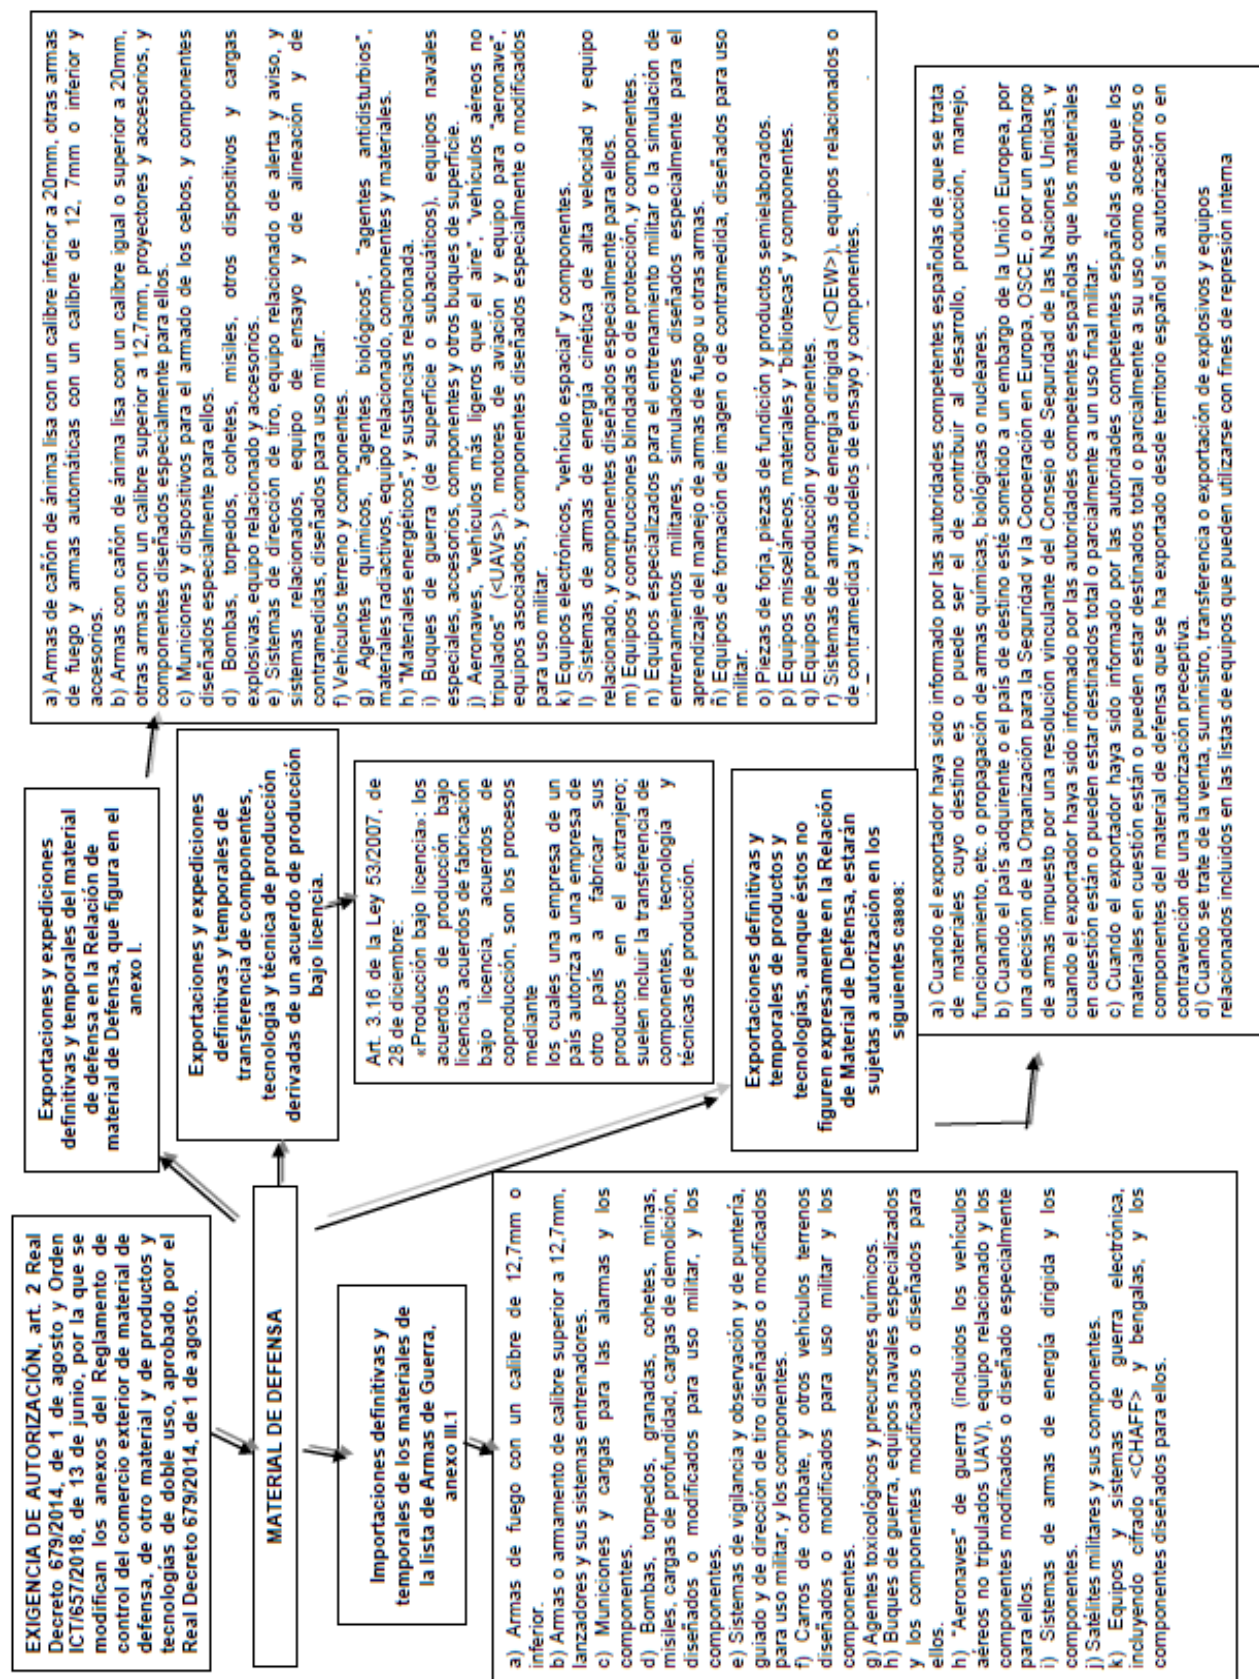 EXIGENCIA DE AUTORIZACIÓN, art. 2 Real
Decreto 679/2014, de 1 de agosto y Orden
ICT/657/2018, de 13 de junio, por la que se
modifican los anexos del Reglamento de
control del comercio exterior de material de
defensa, de otro material y de productos y
tecnologías de doble uso, aprobado por el
Real Decreto 679/2014, de 1 de agosto.
MATERIAL DE DEFENSA
Exportaciones y expediciones
definitivas y temporales del material
de defensa en la Relación de
material de Defensa, que figura en el
anexo I.
a) Armas de cañón de ánima lisa con un calibre inferior a 20mm, otras armas
de fuego y armas automáticas con un calibre de 12, 7mm o inferior y
accesorios.
b) Armas con cañón de ánima lisa con un calibre igual o superior a 20mm,
otras armas con un calibre superior a 12,7mm, proyectores y accesorios, y
componentes diseñados especialmente para ellos.
c) Municiones y dispositivos para el armado de los cebos, y componentes
diseñados especialmente para ellos.
d) Bombas, torpedos, cohetes, misiles, otros dispositivos y cargas
explosivas, equipo relacionado y accesorios.
e) Sistemas de dirección de tiro, equipo relacionado de alerta y aviso, y
sistemas relacionados, equipo de ensayo y de alineación y de
contramedidas, diseñados para uso militar.
f) Vehículos terreno y componentes.
g) Agentes químicos, "agentes biológicos", "agentes antidisturbios",
materiales radiactivos, equipo relacionado, componentes y materiales.
h) "Materiales energéticos", y sustancias relacionada.
i) Buques de guerra (de superficie o subacuáticos), equipos navales
especiales, accesorios, componentes y otros buques de superficie.
j) Aeronaves, "vehículos más ligeros que el aire", "vehículos aéreos no
tripulados" (<UAVs>), motores de aviación y equipo para "aeronave",
equipos asociados, y componentes diseñados especialmente o modificados
para uso militar.
k) Equipos electrónicos, "vehículo espacial" y componentes.
l) Sistemas de armas de energía cinética de alta velocidad y equipo
relacionado, y componentes diseñados especialmente para ellos.
m) Equipos y construcciones blindadas o de protección, y componentes.
n) Equipos especializados para el entrenamiento militar o la simulación de
entrenamientos militares, simuladores diseñados especialmente para el
aprendizaje del manejo de armas de fuego u otras armas.
ñ) Equipos de formación de imagen o de contramedida, diseñados para uso
militar.
o) Piezas de forja, piezas de fundición y productos semielaborados.
p) Equipos misceláneos, materiales y "bibliotecas" y componentes.
q) Equipos de producción y componentes.
r) Sistemas de armas de energía dirigida (<DEW>), equipos relacionados o
de contramedida y modelos de ensayo y componentes.
Exportaciones y expediciones
definitivas y temporales de
transferencia de componentes,
tecnología y técnica de producción
derivadas de un acuerdo de producción
bajo licencia.
Art. 3.16 de la Ley 53/2007, de
28 de diciembre:
«Producción bajo licencia»: los
acuerdos de producción bajo
licencia, acuerdos de fabricación
bajo licencia, acuerdos de
coproducción, son los procesos
mediante
los cuales una empresa de un
país autoriza a una empresa de
otro país a fabricar sus
productos en el extranjero;
suelen incluir la transferencia de
componentes, tecnología y
técnicas de producción.
Importaciones definitivas y
temporales de los materiales de
la lista de Armas de Guerra,
anexo III.1
a) Armas de fuego con un calibre de 12,7mm o
inferior.
b) Armas o armamento de calibre superior a 12,7mm,
lanzadores y sus sistemas entrenadores.
c) Municiones y cargas para las alarmas y los
componentes.
d) Bombas, torpedos, granadas, cohetes, minas,
misiles, cargas de profundidad, cargas de demolición,
diseñados o modificados para uso militar, y los
componentes.
e) Sistemas de vigilancia y observación y de puntería,
guiado y de dirección de tiro diseñados o modificados
para uso militar, y los componentes.
f) Carros de combate, y otros vehículos terrenos
diseñados o modificados para uso militar y los
componentes.
g) Agentes toxicológicos y precursores químicos.
h) Buques de guerra, equipos navales especializados
y los componentes modificados o diseñados para
ellos.
h) "Aeronaves" de guerra (incluidos los vehículos
aéreos no tripulados UAV), equipo relacionado y los
componentes modificados o diseñado especialmente
para ellos.
i) Sistemas de armas de energía dirigida y los
componentes.
j) Satélites militares y sus componentes.
k) Equipos y sistemas de guerra electrónica,
incluyendo cifrado <CHAFF> y bengalas, y los
componentes diseñados para ellos.
Exportaciones definitivas y
temporales de productos y
tecnologías, aunque éstos no
figuren expresamente en la Relación
de Material de Defensa, estarán
sujetas a autorización en los
siguientes casos:
a) Cuando el exportador haya sido informado por las autoridades competentes españolas de que se trata
de materiales cuyo destino es o puede ser el de contribuir al desarrollo, producción, manejo,
funcionamiento, etc. o propagación de armas químicas, biológicas o nucleares.
b) Cuando el país adquirente o el país de destino esté sometido a un embargo de la Unión Europea, por
una decisión de la Organización para la Seguridad y la Cooperación en Europa, OSCE, o por un embargo
de armas impuesto por una resolución vinculante del Consejo de Seguridad de las Naciones Unidas, y
cuando el exportador haya sido informado por las autoridades competentes españolas que los materiales
en cuestión están o pueden estar destinados total o parcialmente a un uso final militar.
c) Cuando el exportador haya sido informado por las autoridades competentes españolas de que los
materiales en cuestión están o pueden estar destinados total o parcialmente a su uso como accesorios o
componentes del material de defensa que se ha exportado desde territorio español sin autorización o en
contravención de una autorización preceptiva.
d) Cuando se trate de la venta, suministro, transferencia o exportación de explosivos y equipos
relacionados incluidos en las listas de equipos que pueden utilizarse con fines de represión interna